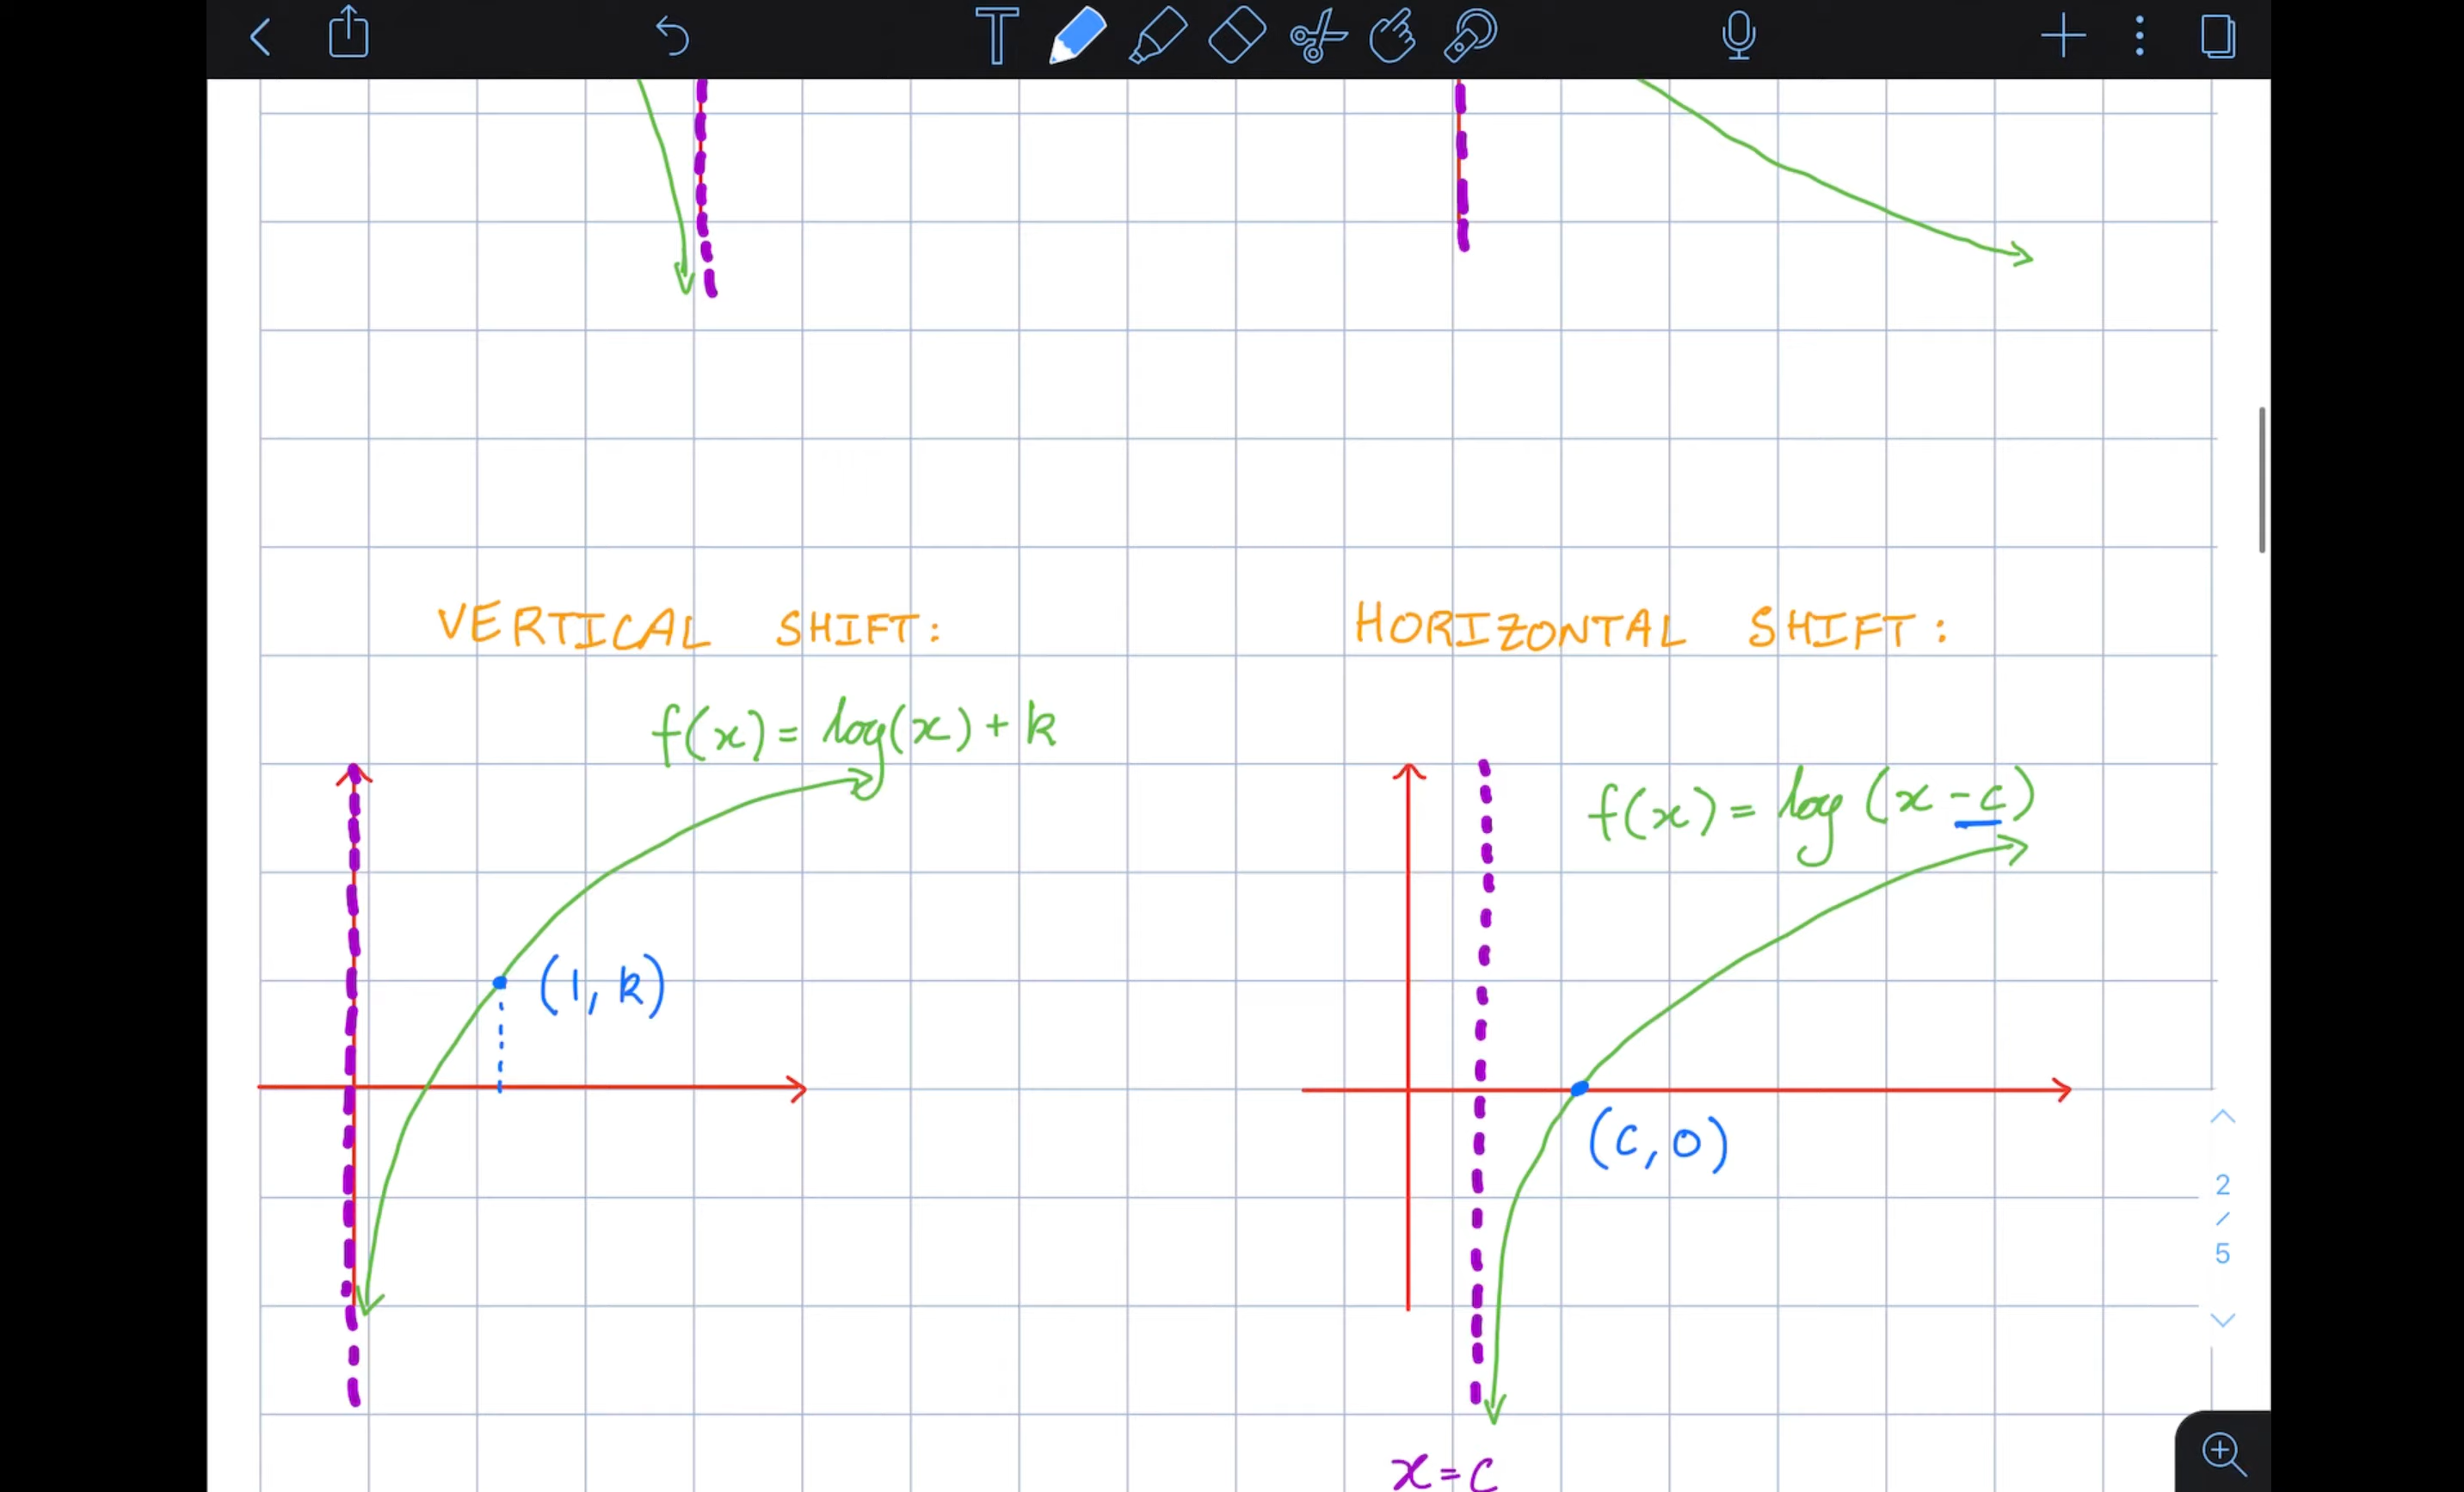 T
VERTICAL SHIFT:
HORIZONTAL SHIFT:
f(x) = log(x) + k
f(x) = log (x - c)
(1, k)
(c, 0)
2
/
5
x = c